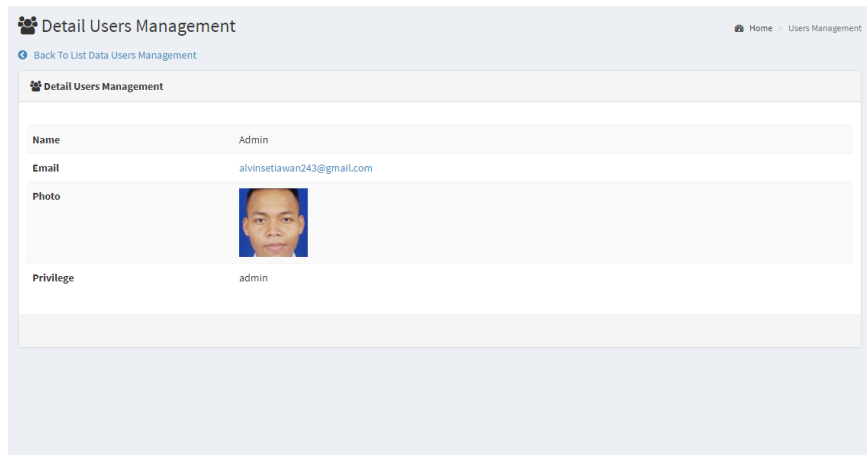 Detail Users Management
Home > Users Management
Back To List Data Users Management
Detail Users Management
Name Admin
Email alvinsetiawan243@gmail.com
Photo
Privilege admin